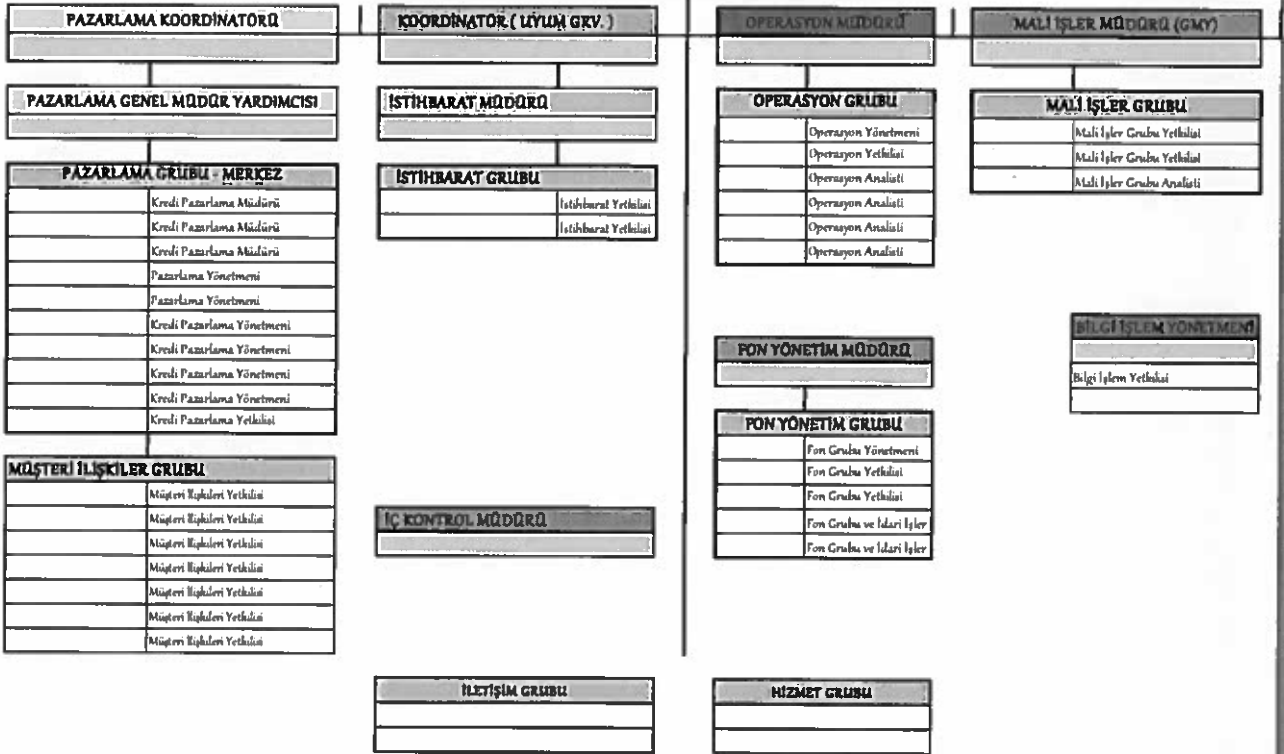 PAZARLAMA KOORDİNATÖRÜ
PAZARLAMA GENEL MÜDÜR YARDIMCISI
PAZARLAMA GRUBU - MERKEZ
Kredi Pazarlama Müdürü
Kredi Pazarlama Müdürü
Kredi Pazarlama Müdürü
Pazarlama Yönetmeni
Pazarlama Yönetmeni
Kredi Pazarlama Yönetmeni
Kredi Pazarlama Yönetmeni
Kredi Pazarlama Yönetmeni
Kredi Pazarlama Yönetmeni
Kredi Pazarlama Yetkilisi
MÜŞTERİ İLİŞKİLER GRUBU
Müşteri İlişkileri Yetkilisi
Müşteri İlişkileri Yetkilisi
Müşteri İlişkileri Yetkilisi
Müşteri İlişkileri Yetkilisi
Müşteri İlişkileri Yetkilisi
Müşteri İlişkileri Yetkilisi
Müşteri İlişkileri Yetkilisi
KOORDİNATÖR ( UYUM GRV. )
İSTİHBARAT MÜDÜRÜ
İSTİHBARAT GRUBU
İstihbarat Yetkilisi
İstihbarat Yetkilisi
İÇ KONTROL MÜDÜRÜ
İLETİŞİM GRUBU
OPERASYON MÜDÜRÜ
OPERASYON GRUBU
Operasyon Yönetmeni
Operasyon Yetkilisi
Operasyon Analisti
Operasyon Analisti
Operasyon Analisti
Operasyon Analisti
FON YÖNETİM MÜDÜRÜ
FON YÖNETİM GRUBU
Fon Grubu Yönetmeni
Fon Grubu Yetkilisi
Fon Grubu Yetkilisi
Fon Grubu ve İdari İşler
Fon Grubu ve İdari İşler
HİZMET GRUBU
MALİ İŞLER MÜDÜRÜ (GMY)
MALİ İŞLER GRUBU
Mali İşler Grubu Yetkilisi
Mali İşler Grubu Yetkilisi
Mali İşler Grubu Analisti
BİLGİ İŞLEM YÖNETMENİ
Bilgi İşlem Yetkilisi